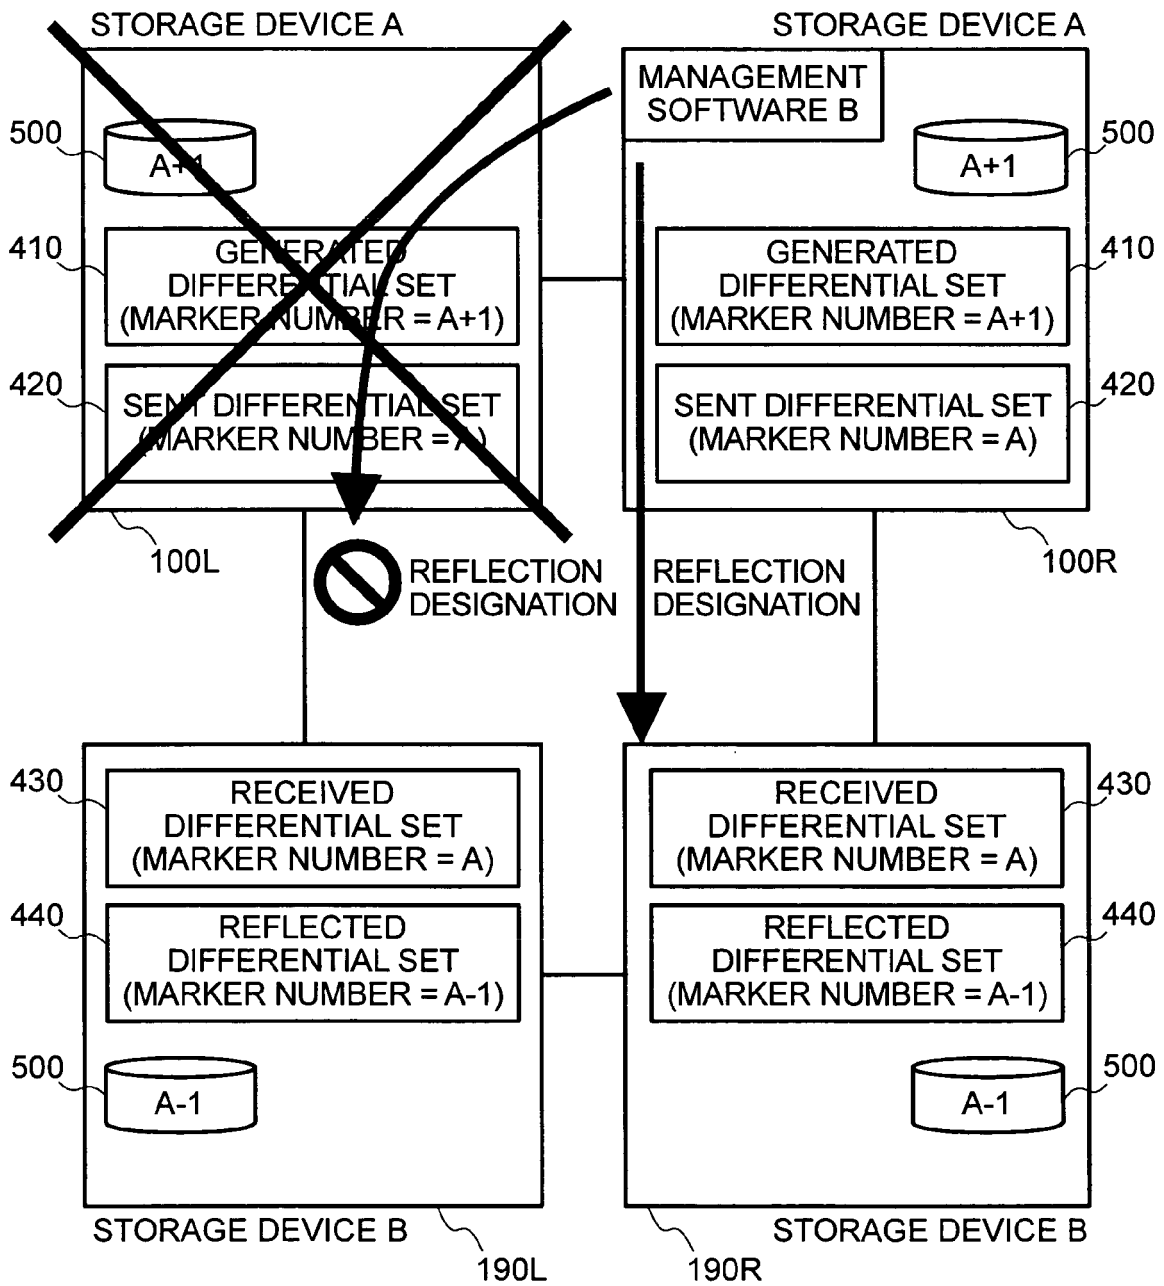 STORAGE DEVICE A
500
A+1
410
GENERATED
DIFFERENTIAL SET
(MARKER NUMBER = A+1)
420
SENT DIFFERENTIAL SET
(MARKER NUMBER = A)
100L
STORAGE DEVICE A
MANAGEMENT
SOFTWARE B
500
A+1
410
GENERATED
DIFFERENTIAL SET
(MARKER NUMBER = A+1)
420
SENT DIFFERENTIAL SET
(MARKER NUMBER = A)
100R
REFLECTION
DESIGNATION
REFLECTION
DESIGNATION
430
RECEIVED
DIFFERENTIAL SET
(MARKER NUMBER = A)
440
REFLECTED
DIFFERENTIAL SET
(MARKER NUMBER = A-1)
500
A-1
STORAGE DEVICE B
190L
430
RECEIVED
DIFFERENTIAL SET
(MARKER NUMBER = A)
440
REFLECTED
DIFFERENTIAL SET
(MARKER NUMBER = A-1)
500
A-1
190R
STORAGE DEVICE B